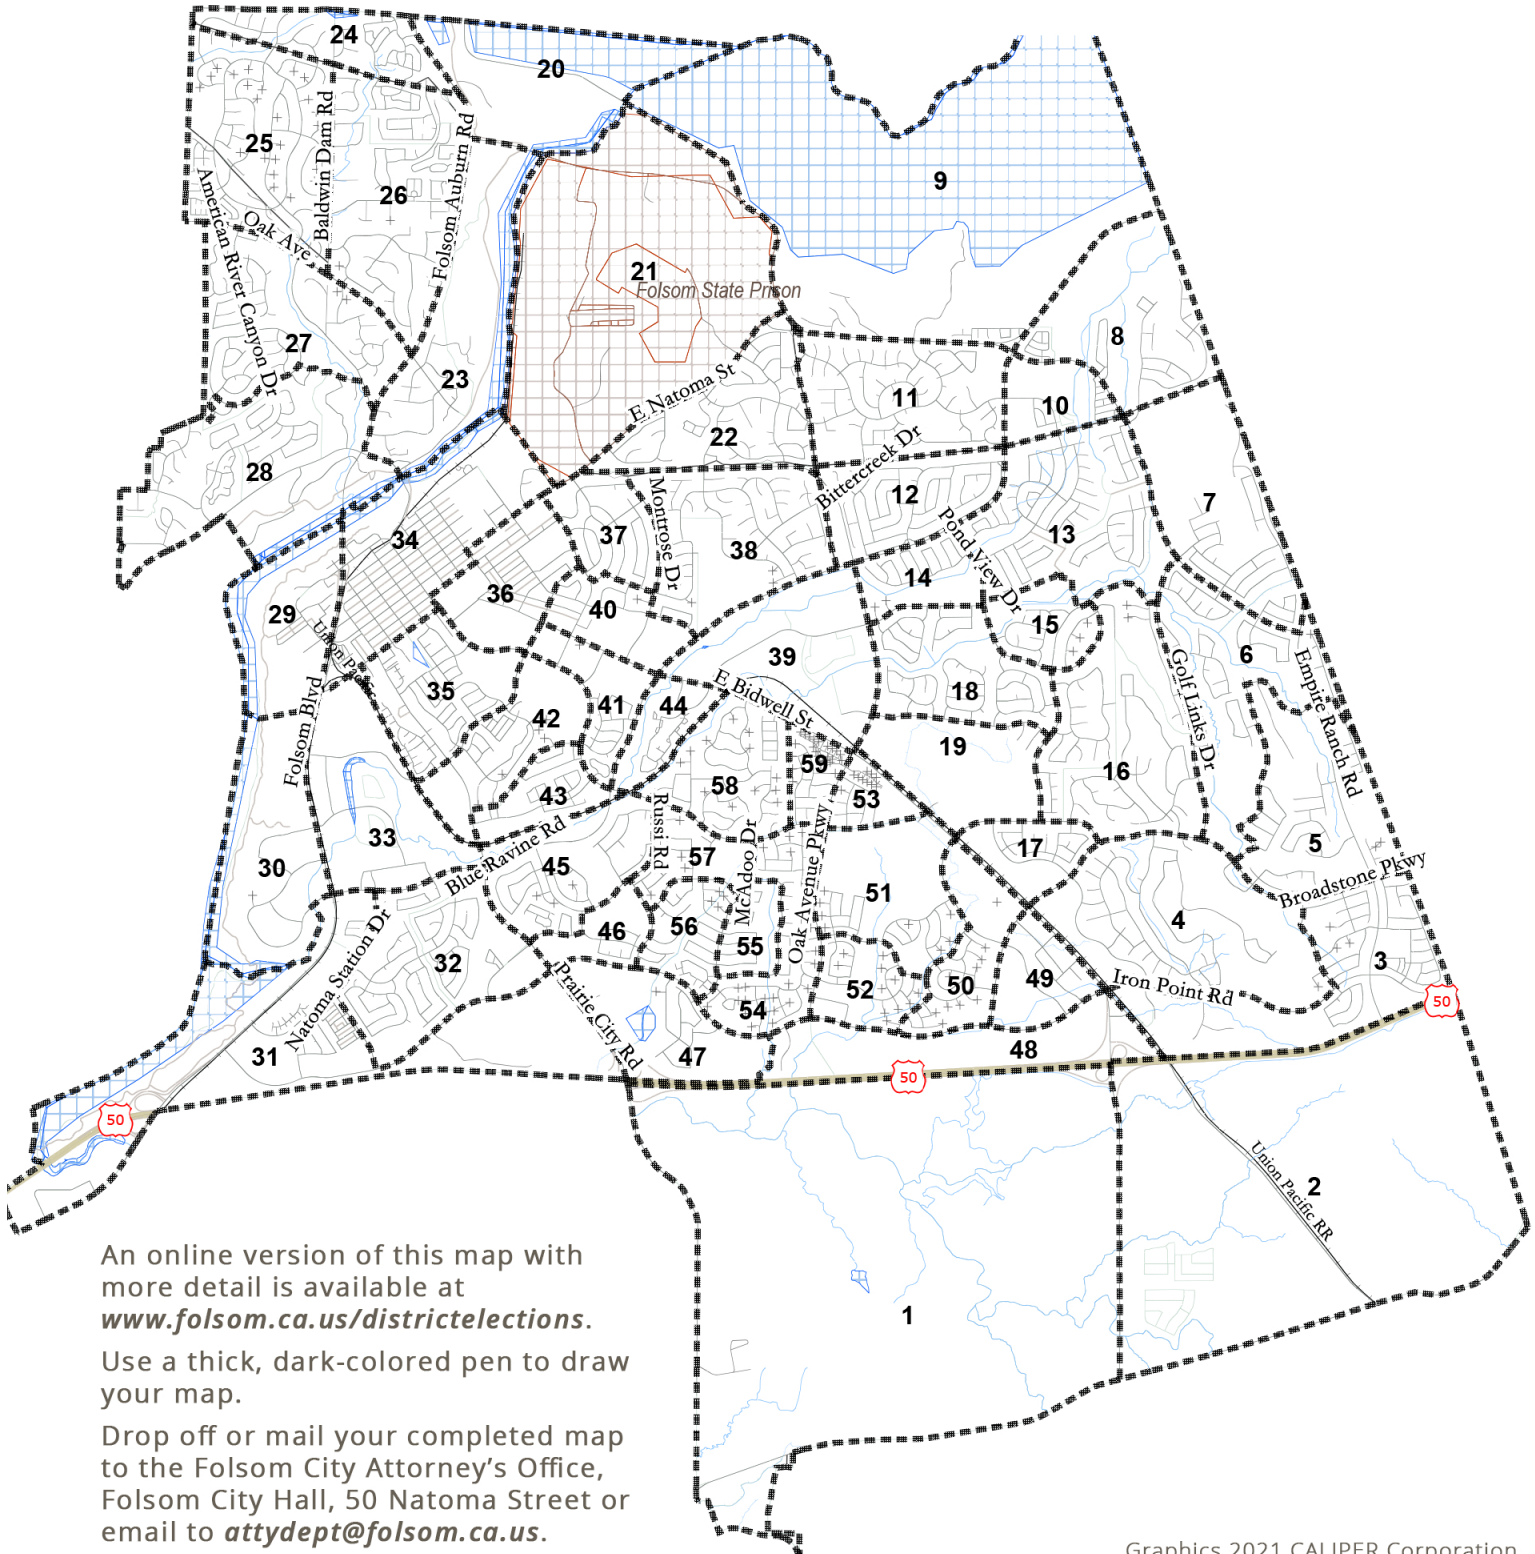 24
20
Baldwin Dam Rd
25
Folsom Auburn Rd
9
26
American River Canyon Dr
Oak Ave
21
Folsom State Prison
8
27
23
E Natoma St
11
10
22
Bittercreek Dr
28
12
7
Montrose Dr
37
Pond View Dr
13
34
38
14
36
40
29
15
Union Pacific
39
6
Golf Links Dr
Empire Ranch Rd
35
E Bidwell St
18
41
44
42
Folsom Blvd
19
59
16
58
43
53
33
Russi Rd
McAdoo Dr
Oak Avenue Pkwy
17
5
Blue Ravine Rd
57
30
45
Broadstone Pkwy
51
4
56
46
55
Natoma Station Dr
32
3
Prairie City Rd
52
50
49
Iron Point Rd
50
54
31
47
48
50
50
Union Pacific RR
2
1
An online version of this map with
more detail is available at
www.folsom.ca.us/districtelections.
Use a thick, dark-colored pen to draw
your map.
Drop off or mail your completed map
to the Folsom City Attorney's Office,
Folsom City Hall, 50 Natoma Street or
email to attydept@folsom.ca.us.
Graphics 2021 CALIPER Corporation